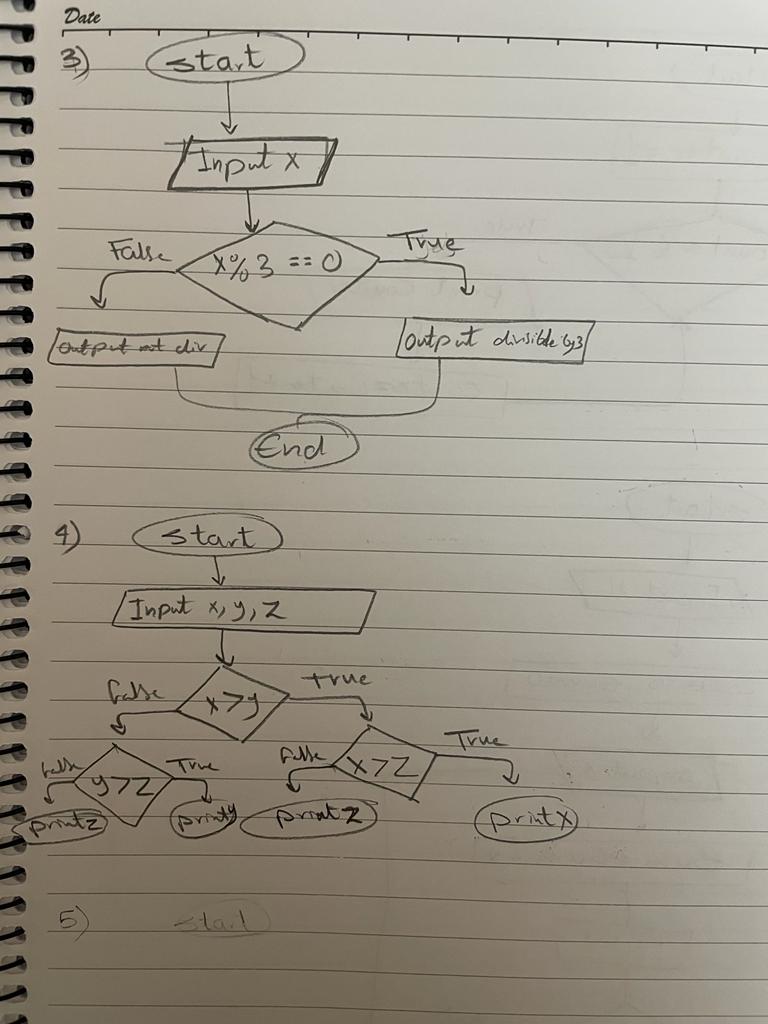 Date
3) start
Input x
False x%3 == 0 True
output not div output divisible by 3
End
4) start
Input x, y, z
False x>y true
False y>z True False x>z True
print z print y print z print x
5) start